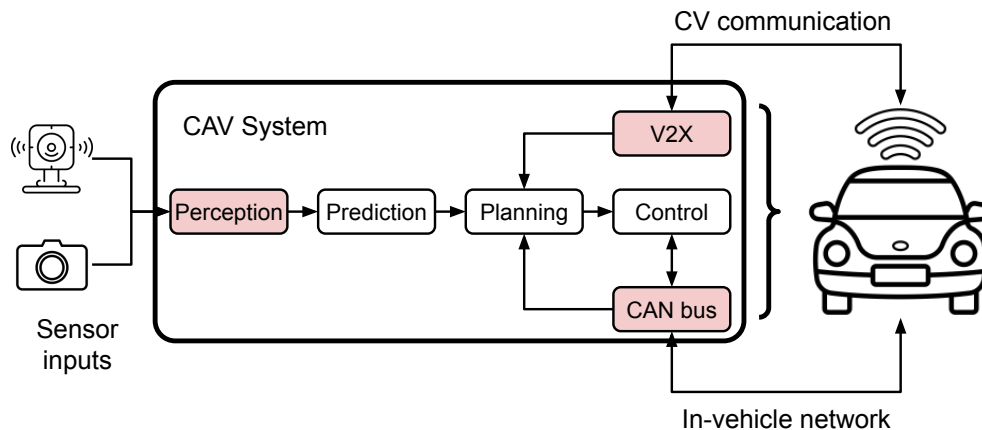 CV communication
CAV System
V2X
Perception
Prediction
Planning
Control
CAN bus
Sensor
inputs
In-vehicle network